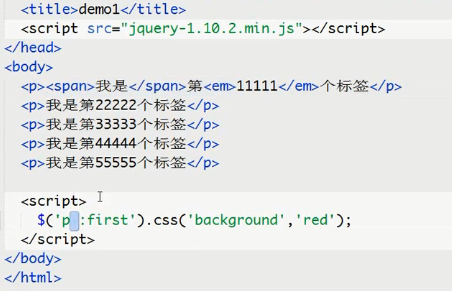 <title>demo1</title>
<script src="jquery-1.10.2.min.js"></script>
</head>
<body>
<p><span>我是</span>第<em>11111</em>个标签</p>
<p>我是第22222个标签</p>
<p>我是第33333个标签</p>
<p>我是第44444个标签</p>
<p>我是第55555个标签</p>
<script>
$('p :first').css('background','red');
</script>
</body>
</html>